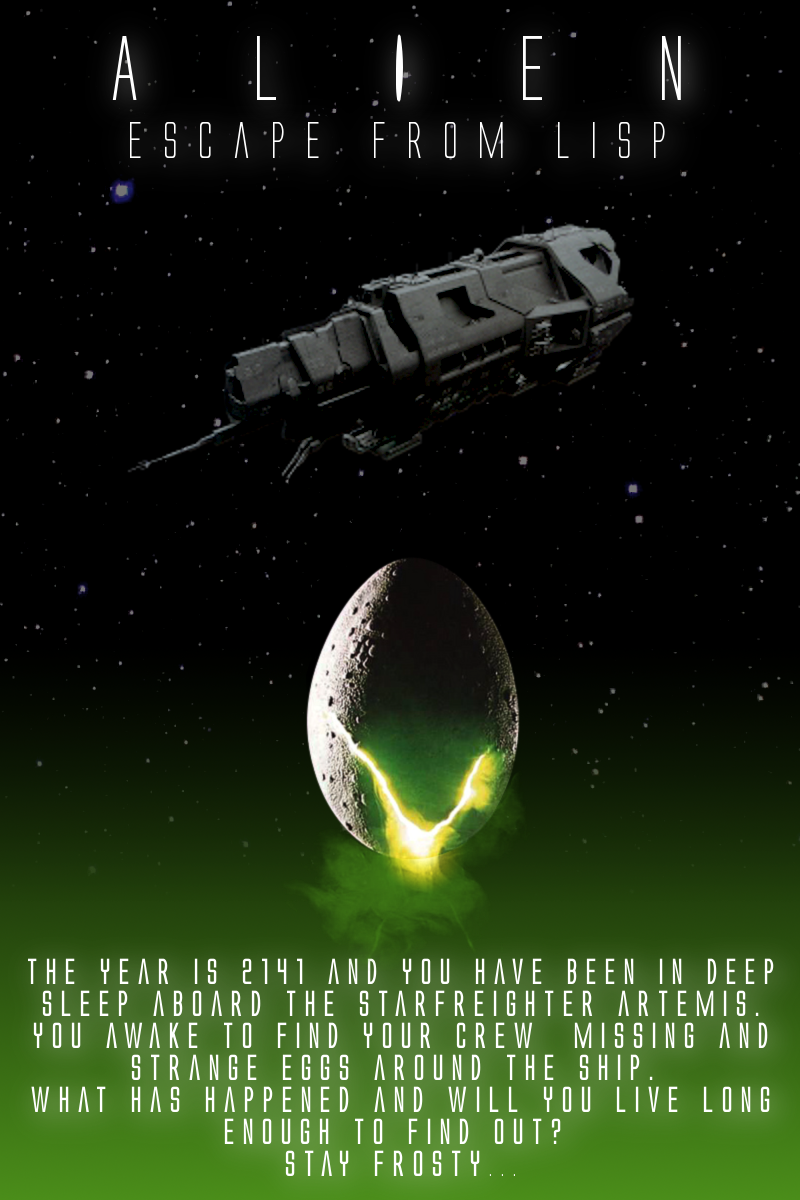 ALIEN
ESCAPE FROM LISP
THE YEAR IS 2141 AND YOU HAVE BEEN IN DEEP
SLEEP ABOARD THE STARFREIGHTER ARTEMIS.
YOU AWAKE TO FIND YOUR CREW MISSING AND
STRANGE EGGS AROUND THE SHIP.
WHAT HAS HAPPENED AND WILL YOU LIVE LONG
ENOUGH TO FIND OUT?
STAY FROSTY...